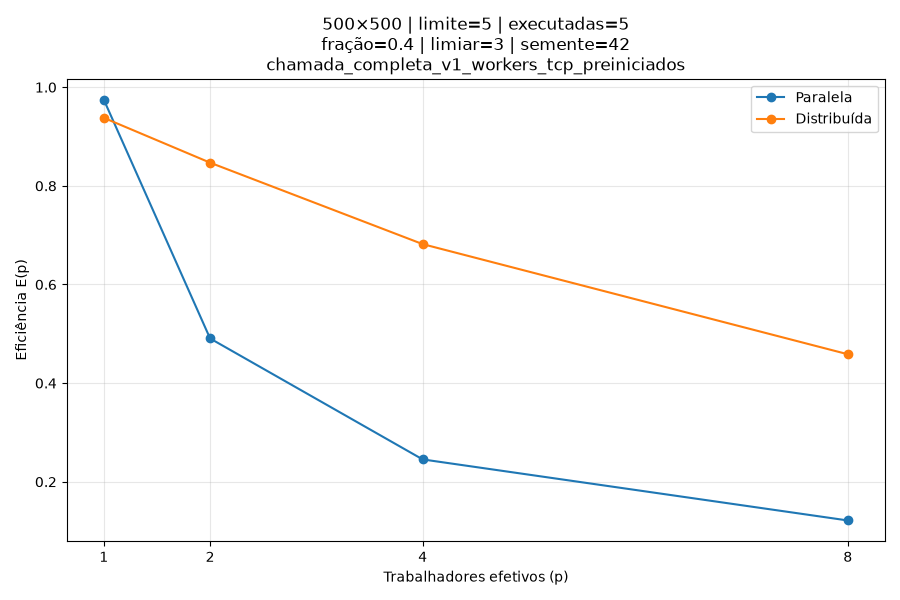 500×500 | limite=5 | executadas=5
fração=0.4 | limiar=3 | semente=42
chamada_completa_v1_workers_tcp_preiniciados
Paralela
Distribuída
Eficiência E(p)
1.0
0.8
0.6
0.4
0.2
1 2 4 8
Trabalhadores efetivos (p)